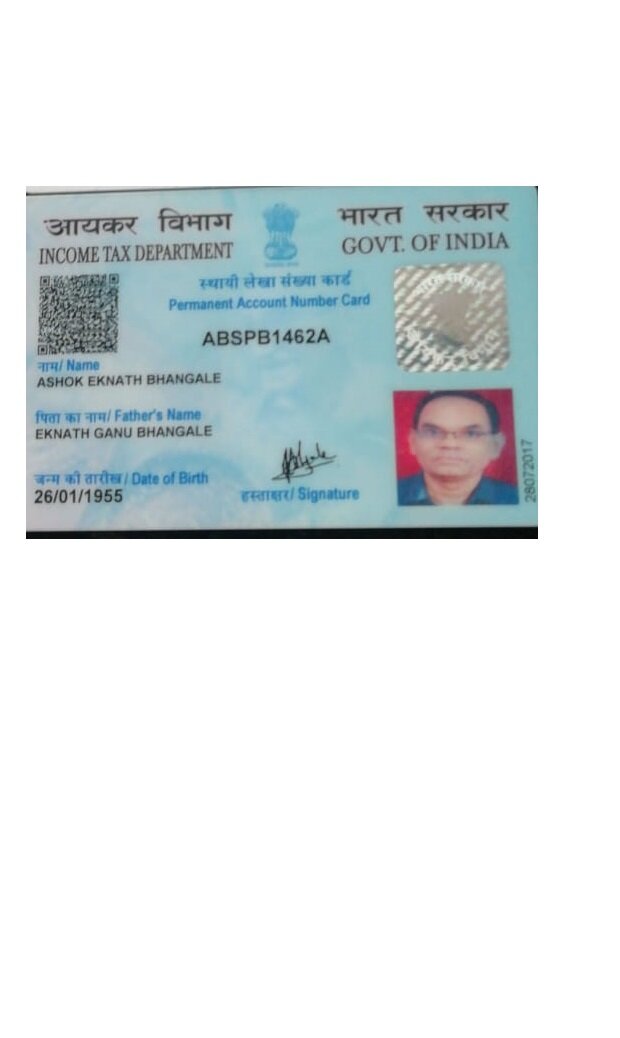 आयकर विभाग
INCOME TAX DEPARTMENT
भारत सरकार
GOVT. OF INDIA
स्थायी लेखा संख्या कार्ड
Permanent Account Number Card
ABSPB1462A
नाम/ Name
ASHOK EKNATH BHANGALE
पिता का नाम/ Father's Name
EKNATH GANU BHANGALE
जन्म की तारीख/ Date of Birth
26/01/1955
हस्ताक्षर/ Signature
28072017